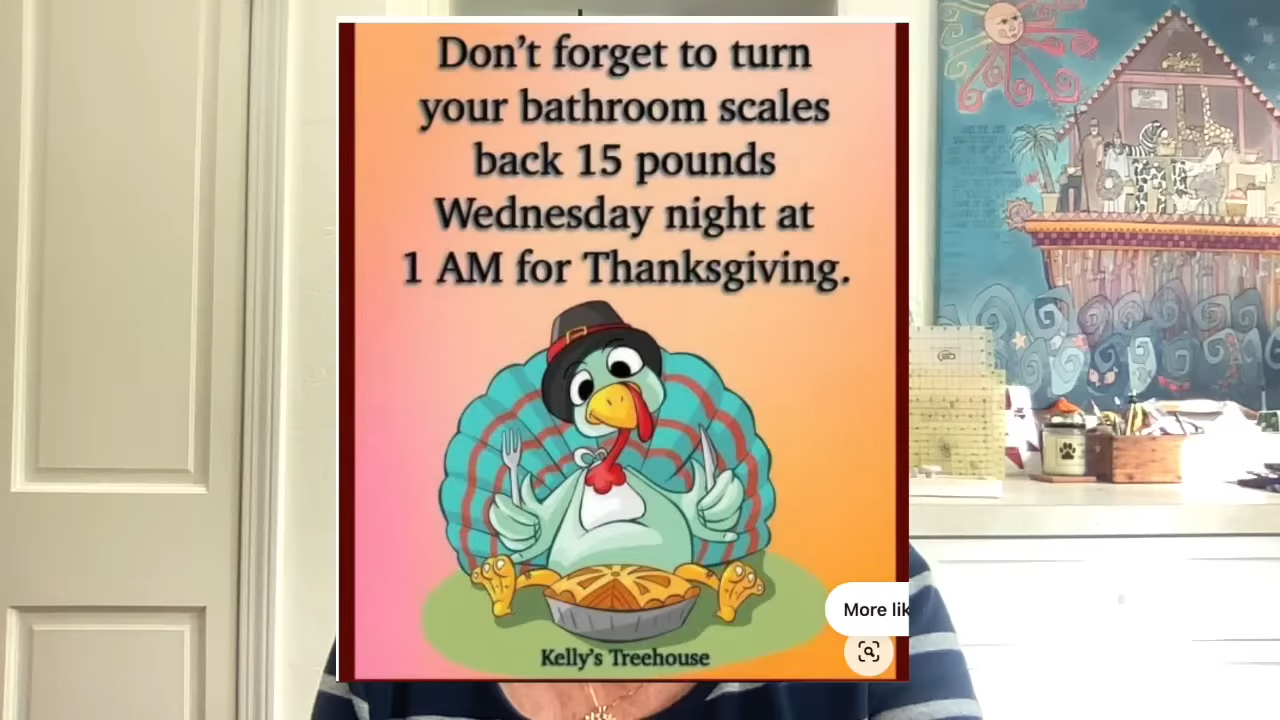 Don't forget to turn
your bathroom scales
back 15 pounds
Wednesday night at
1 AM for Thanksgiving.
Kelly's Treehouse
More lik